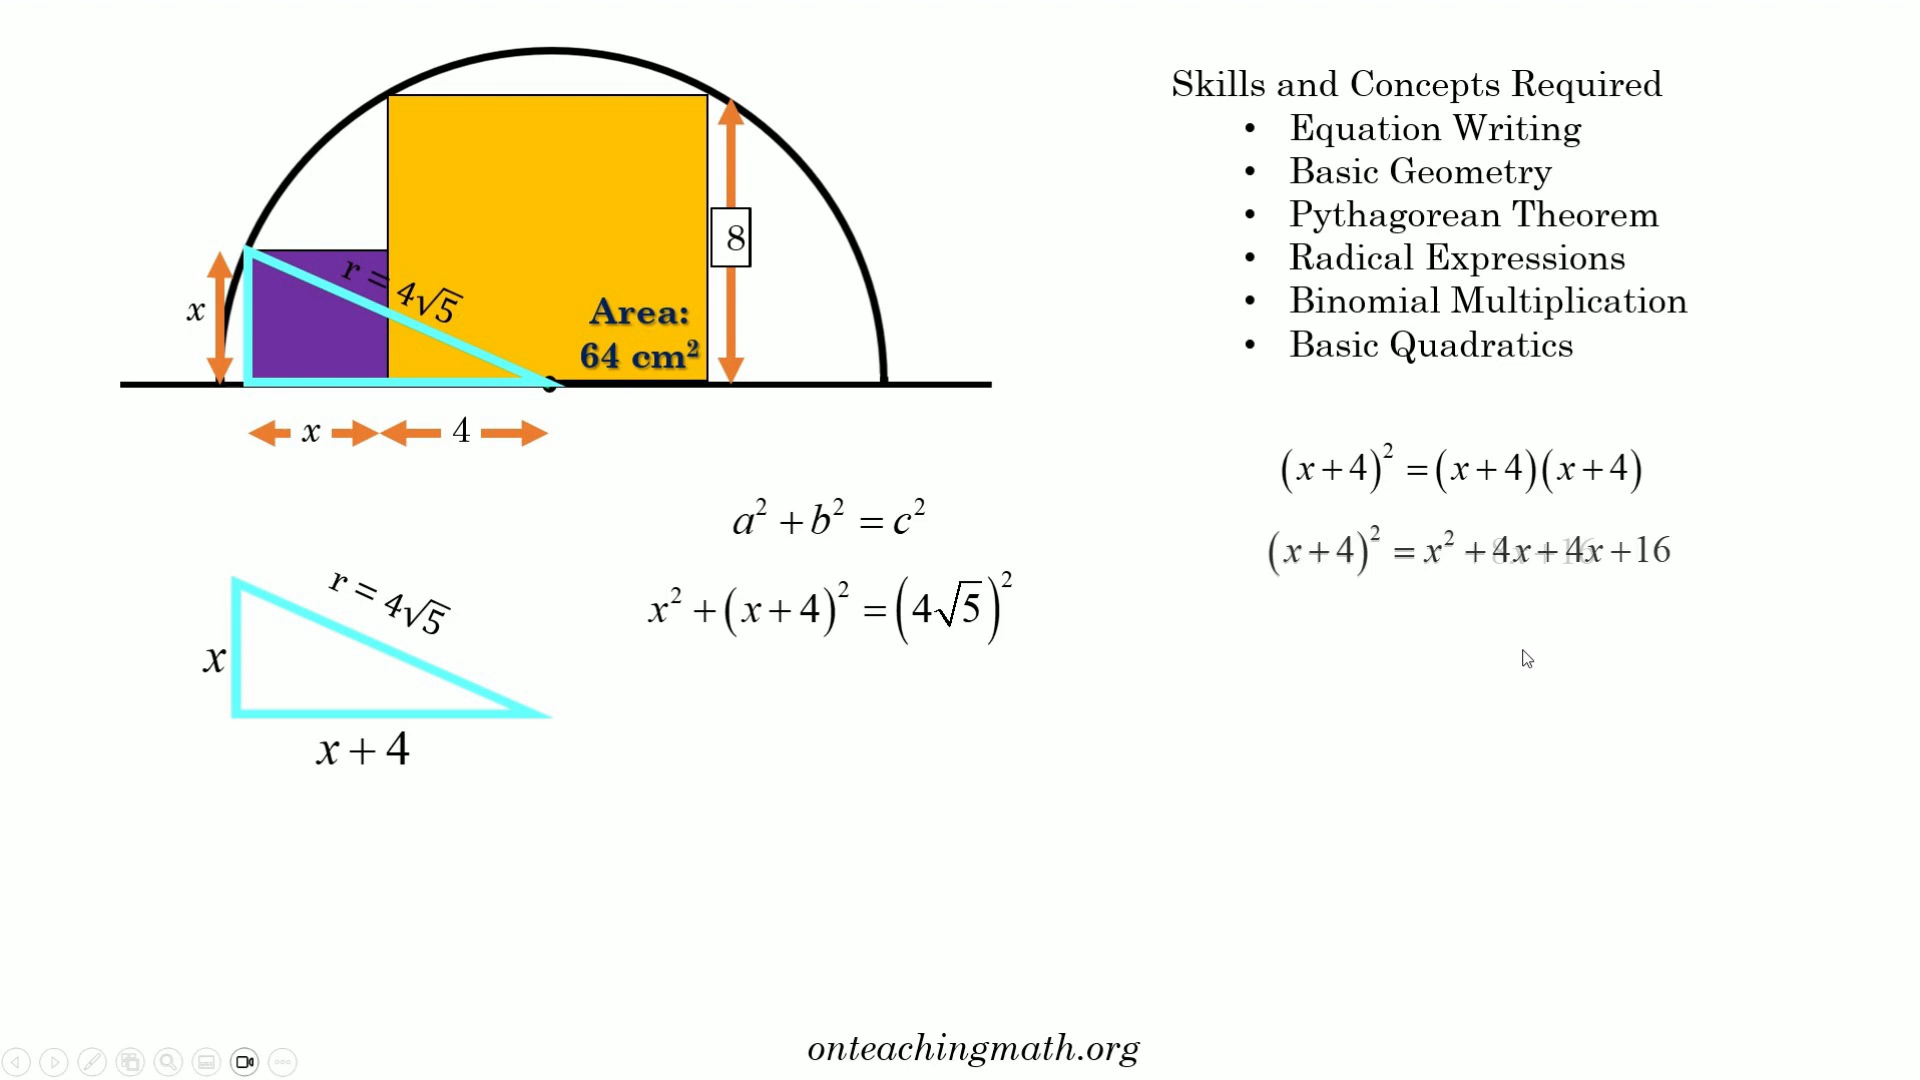 Skills and Concepts Required
• Equation Writing
• Basic Geometry
• Pythagorean Theorem
• Radical Expressions
• Binomial Multiplication
• Basic Quadratics
8
r = 4√5
x
Area:
64 cm²
x
4
(x+4)² = (x+4)(x+4)
a² + b² = c²
(x+4)² = x² + 4x + 4x + 16
x² + (x+4)² = (4√5)²
r = 4√5
x
x + 4
onteachingmath.org